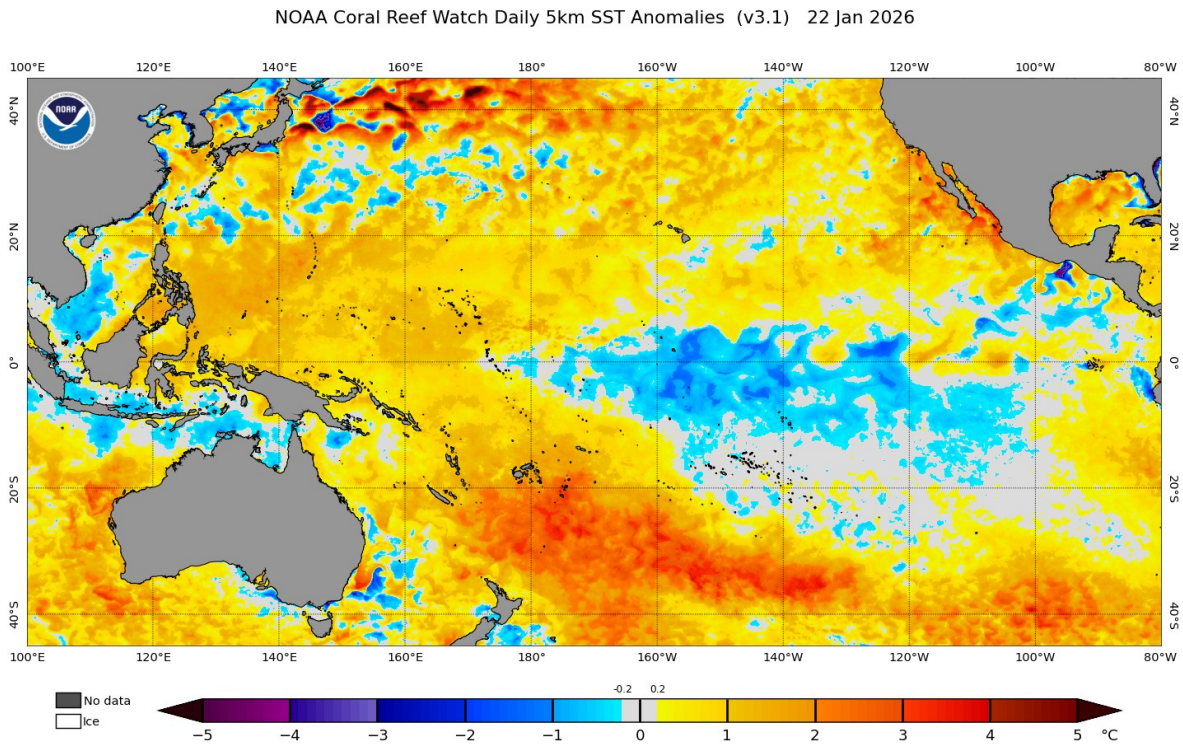 NOAA Coral Reef Watch Daily 5km SST Anomalies (v3.1) 22 Jan 2026
100°E 120°E 140°E 160°E 180° 160°W 140°W 120°W 100°W 80°W
NOAA
40°N 40°N
20°N 20°N
0° 0°
20°S 20°S
40°S 40°S
100°E 120°E 140°E 160°E 180° 160°W 140°W 120°W 100°W 80°W
-0.2 0.2
No data
Ice
−5 −4 −3 −2 −1 0 1 2 3 4 5 °C